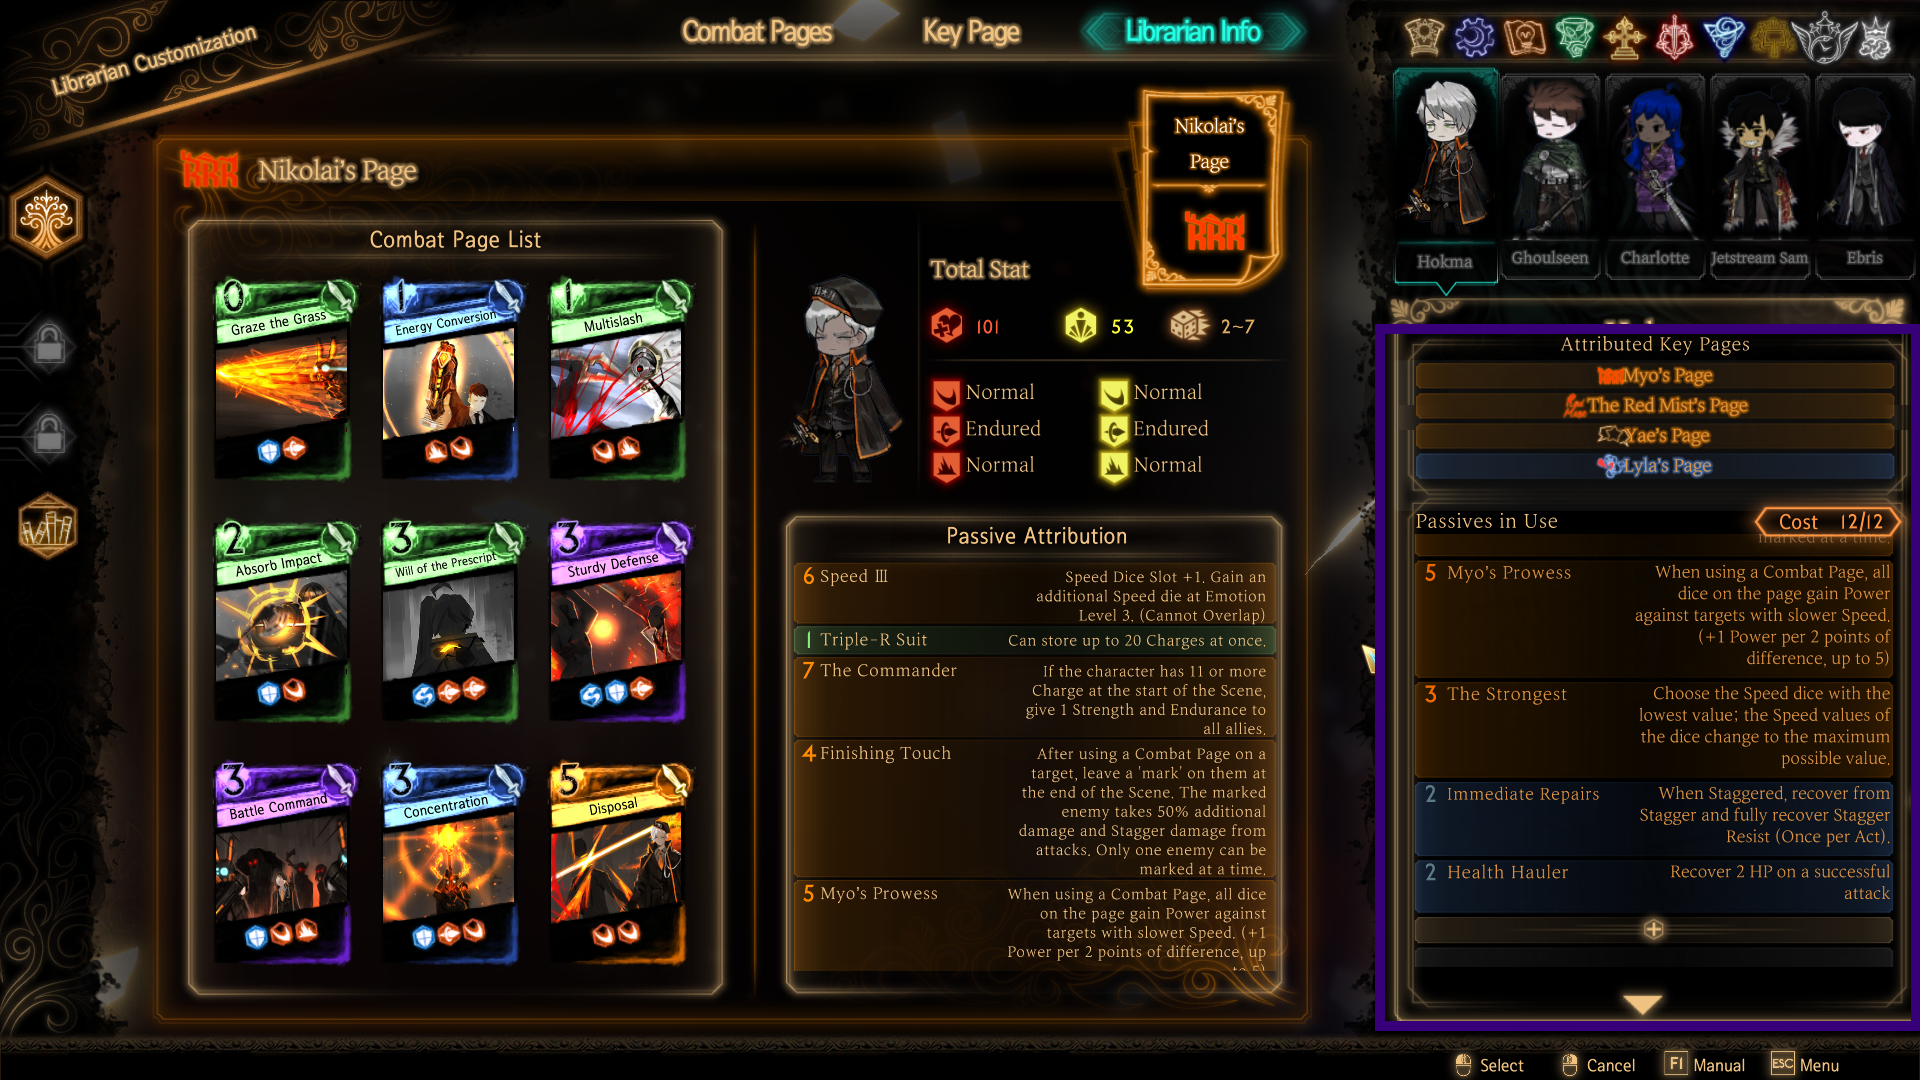 Librarian Customization
Combat Pages
Key Page
Librarian Info
Nikolai's Page
Nikolai's
Page
RRR
Hokma
Ghoulseen
Charlotte
Jetstream Sam
Ebris
Combat Page List
0
Graze the Grass
1
Energy Conversion
1
Multislash
2
Absorb Impact
3
Will of the Prescript
3
Sturdy Defense
3
Battle Command
3
Concentration
5
Disposal
Total Stat
101
53
2~7
Normal
Normal
Endured
Endured
Normal
Normal
Passive Attribution
6 Speed Ⅲ
Speed Dice Slot +1. Gain an
additional Speed die at Emotion
Level 3. (Cannot Overlap)
1 Triple-R Suit
Can store up to 20 Charges at once.
7 The Commander
If the character has 11 or more
Charge at the start of the Scene,
give 1 Strength and Endurance to
all allies.
4 Finishing Touch
After using a Combat Page on a
target, leave a 'mark' on them at
the end of the Scene. The marked
enemy takes 50% additional
damage and Stagger damage from
attacks. Only one enemy can be
marked at a time.
5 Myo's Prowess
When using a Combat Page, all dice
on the page gain Power against
targets with slower Speed. (+1
Power per 2 points of difference, up
to 5)
Attributed Key Pages
Myo's Page
The Red Mist's Page
Yae's Page
Lyla's Page
Passives in Use
Cost 12/12
marked at a time.
5 Myo's Prowess
When using a Combat Page, all
dice on the page gain Power
against targets with slower Speed.
(+1 Power per 2 points of
difference, up to 5)
3 The Strongest
Choose the Speed dice with the
lowest value; the Speed values of
the dice change to the maximum
possible value.
2 Immediate Repairs
When Staggered, recover from
Stagger and fully recover Stagger
Resist (Once per Act).
2 Health Hauler
Recover 2 HP on a successful
attack
Select
Cancel
F1 Manual
ESC Menu